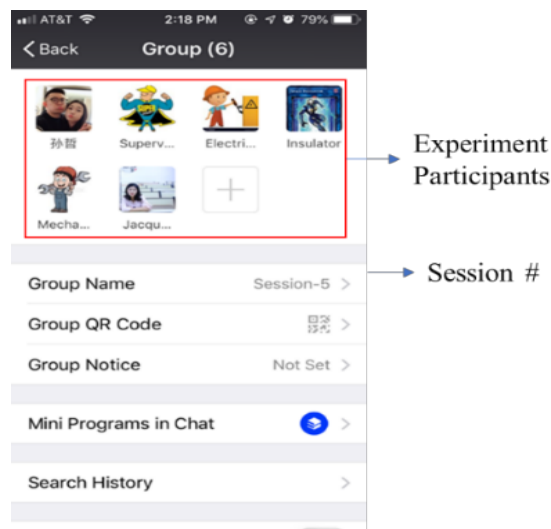 AT&T 2:18 PM 79%
Back Group (6)
孙哲 Superv... Electri... Insulator
Mecha... Jacqu...
Experiment
Participants
Group Name Session-5
Session #
Group QR Code
Group Notice Not Set
Mini Programs in Chat
Search History